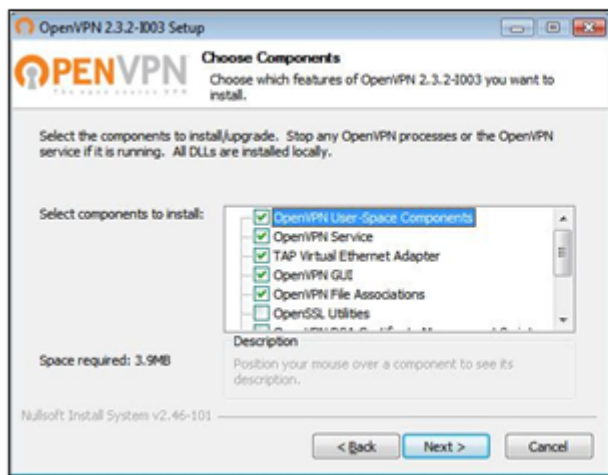 OpenVPN 2.3.2-I003 Setup
OPENVPN
The open source VPN
Choose Components
Choose which features of OpenVPN 2.3.2-I003 you want to
install.
Select the components to install/upgrade. Stop any OpenVPN processes or the OpenVPN
service if it is running. All DLLs are installed locally.
Select components to install:
OpenVPN User-Space Components
OpenVPN Service
TAP Virtual Ethernet Adapter
OpenVPN GUI
OpenVPN File Associations
OpenSSL Utilities
Space required: 3.9MB
Description
Position your mouse over a component to see its
description.
Nullsoft Install System v2.46-101
< Back
Next >
Cancel